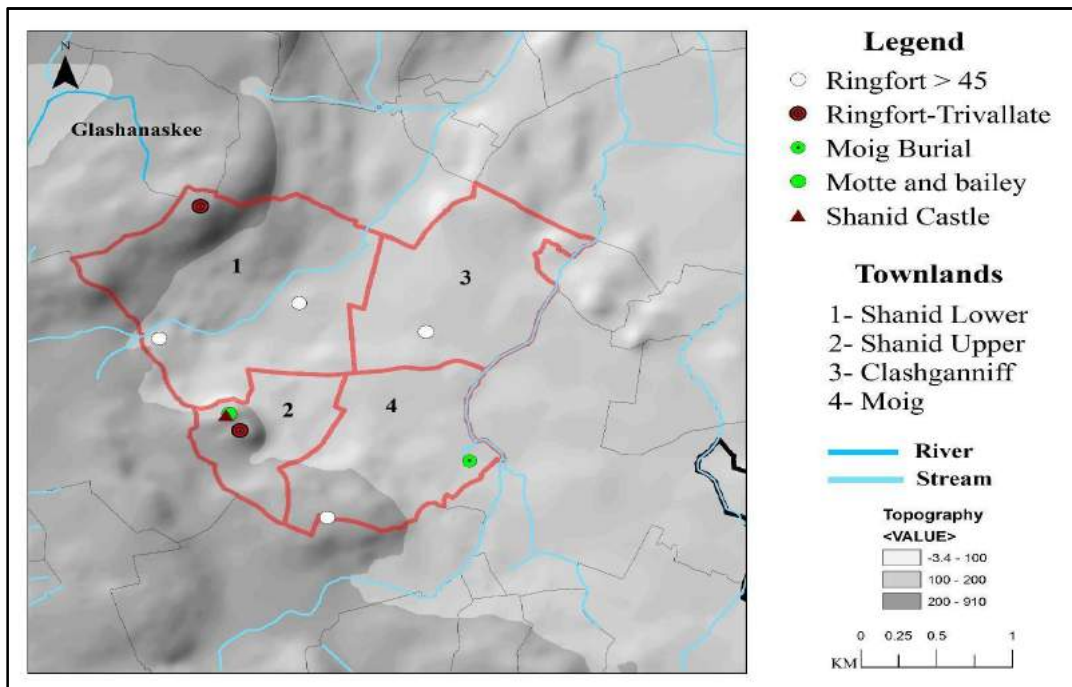 N
Glashanaskee
1
3
2
4
Legend
Ringfort > 45
Ringfort-Trivallate
Moig Burial
Motte and bailey
Shanid Castle
Townlands
1- Shanid Lower
2- Shanid Upper
3- Clashganniff
4- Moig
River
Stream
Topography
<VALUE>
-3.4 - 100
100 - 200
200 - 910
0 0.25 0.5 1
KM